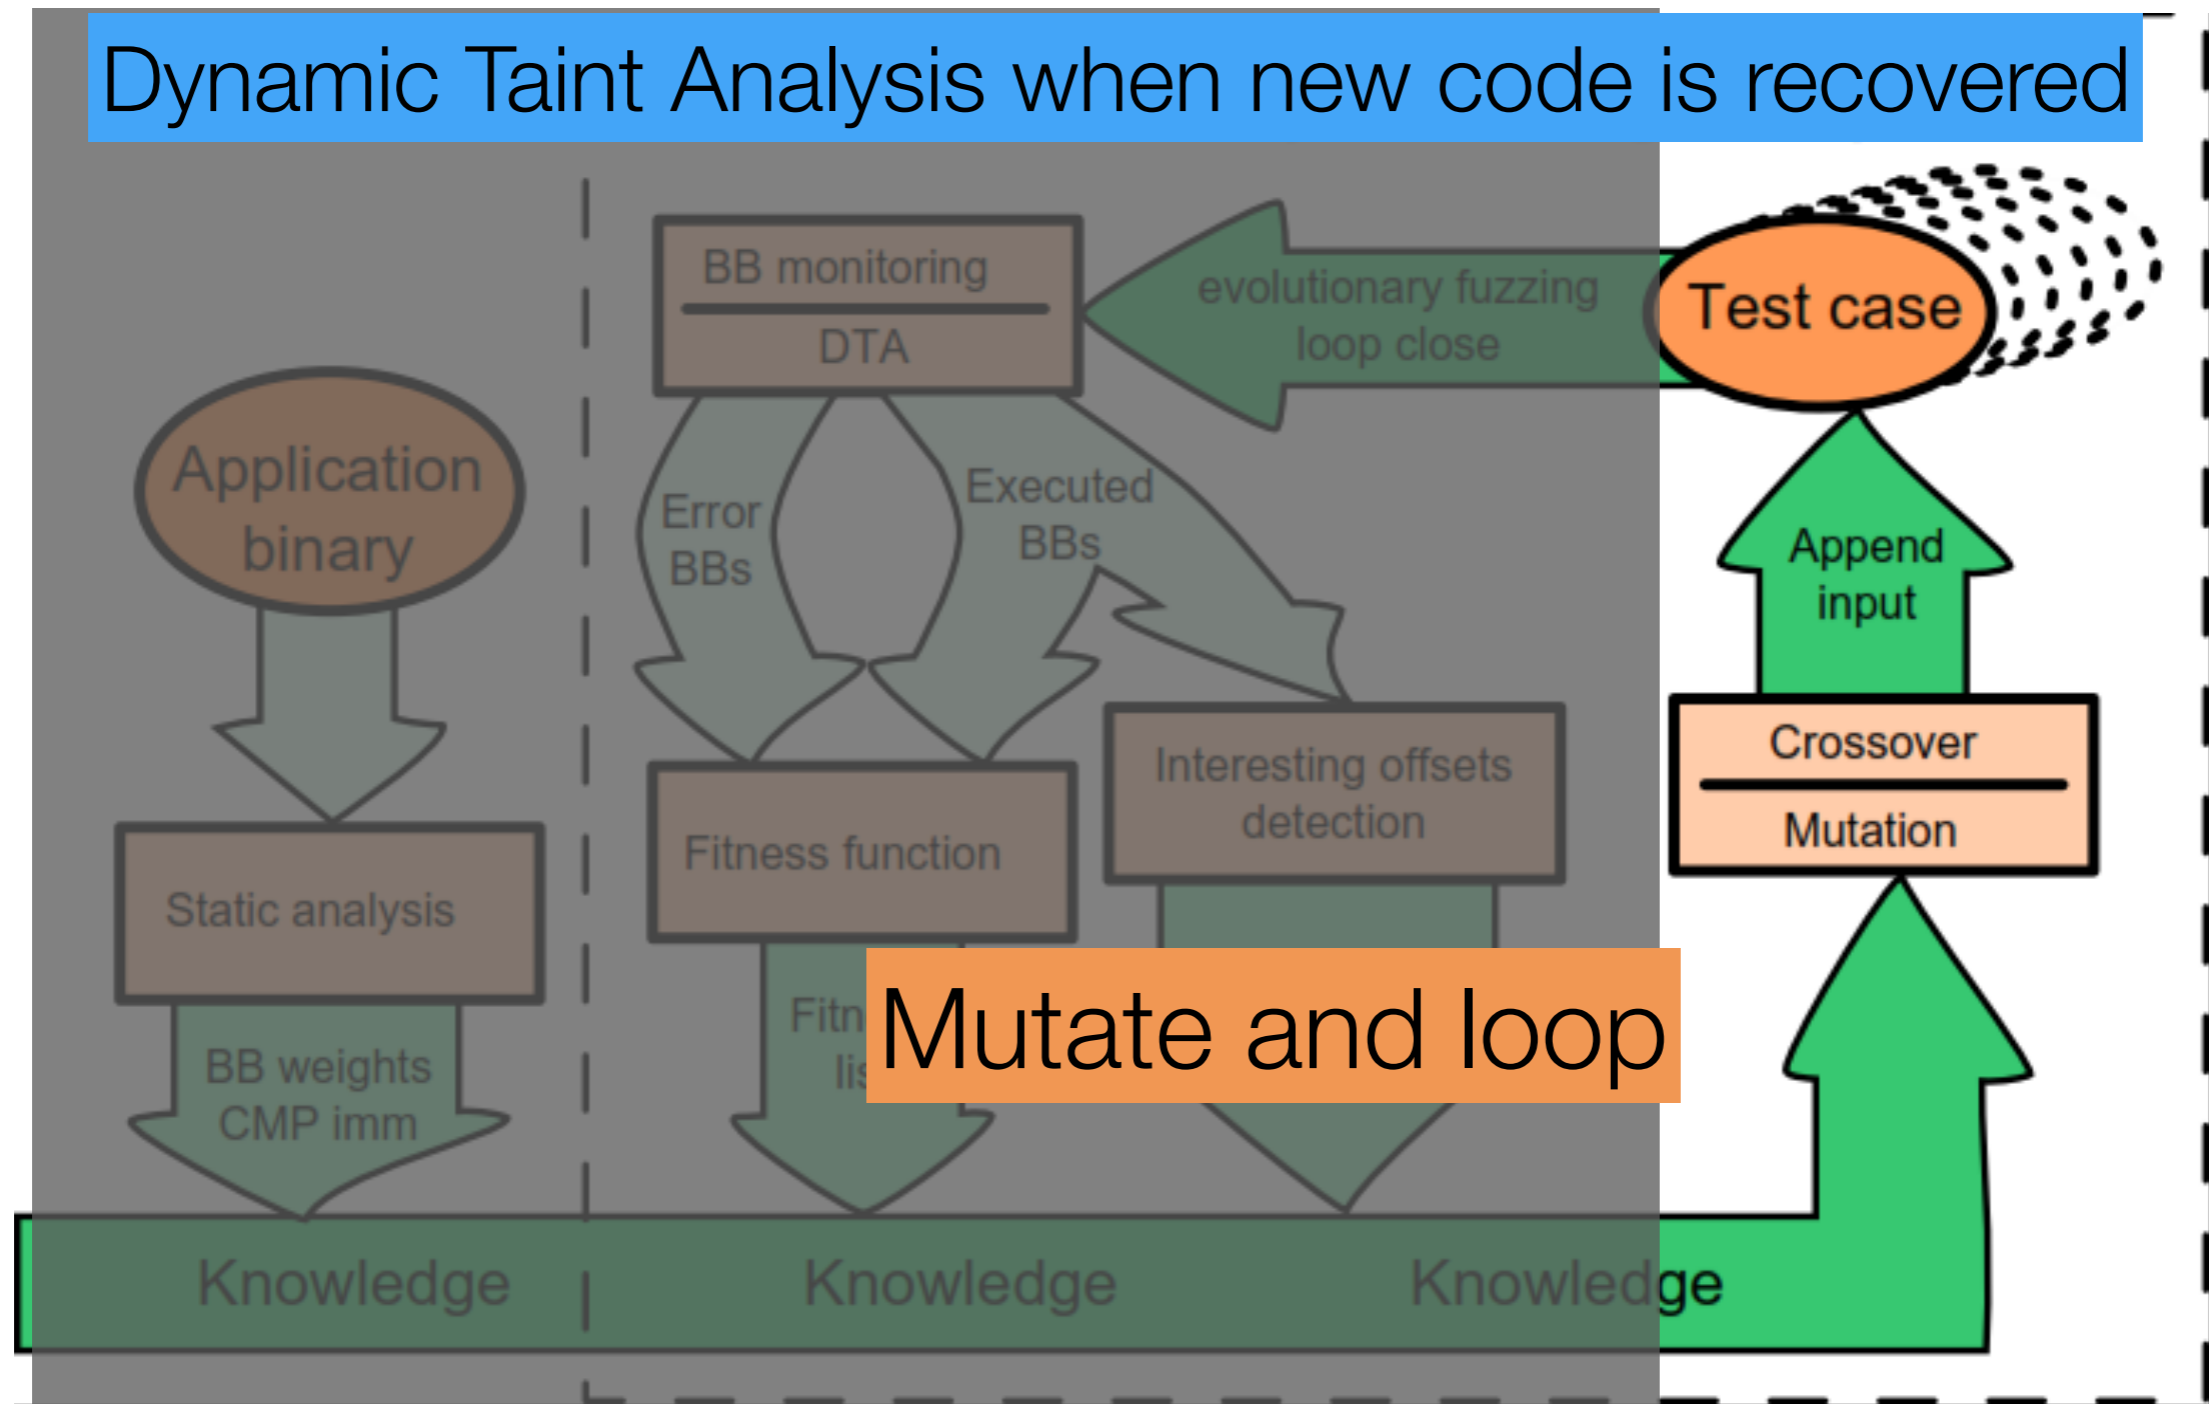 Dynamic Taint Analysis when new code is recovered
BB monitoring
DTA
evolutionary fuzzing
loop close
Test case
Application
binary
Error
BBs
Executed
BBs
Append
input
Static analysis
Fitness function
Interesting offsets
detection
Crossover
Mutation
BB weights
CMP imm
Mutate and loop
Knowledge
Knowledge
Knowledge